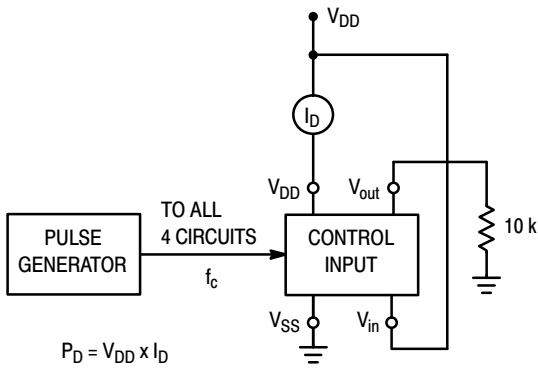 V_DD
I_D
V_DD
V_out
TO ALL
4 CIRCUITS
PULSE
GENERATOR
CONTROL
INPUT
10 k
f_c
V_SS
V_in
P_D = V_DD x I_D